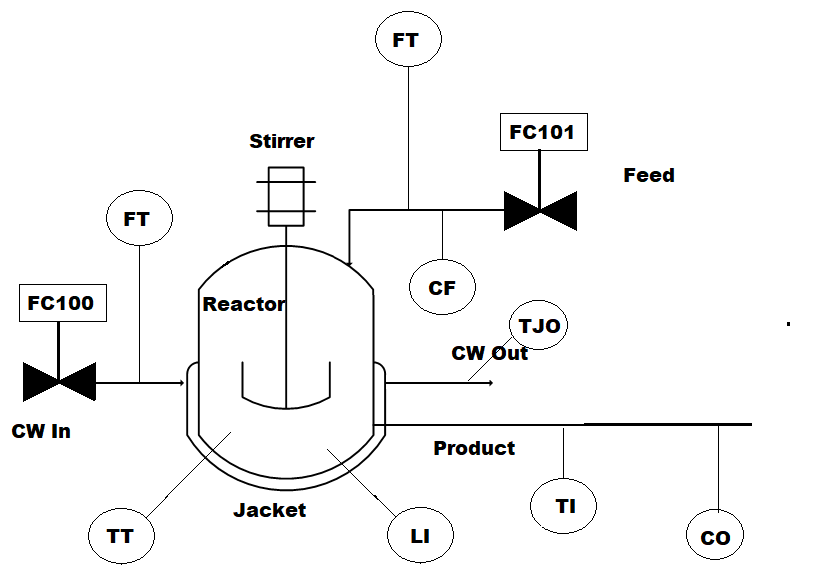 FT
FC101
Stirrer
Feed
FT
CF
FC100
Reactor
TJO
CW Out
CW In
Product
Jacket
TI
TT
LI
CO